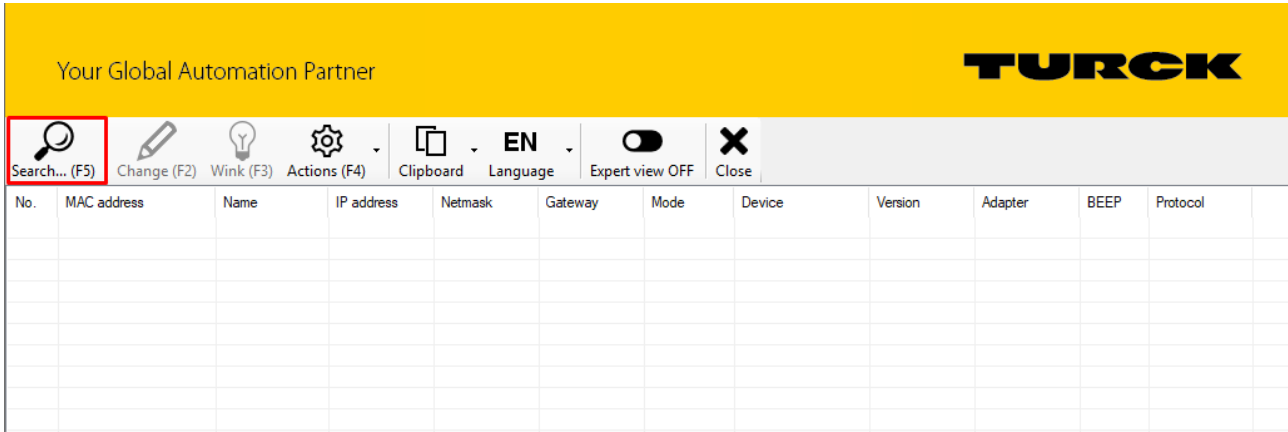 Your Global Automation Partner
TURCK
Search... (F5) Change (F2) Wink (F3) Actions (F4) Clipboard EN Language Expert view OFF Close
No. MAC address Name IP address Netmask Gateway Mode Device Version Adapter BEEP Protocol